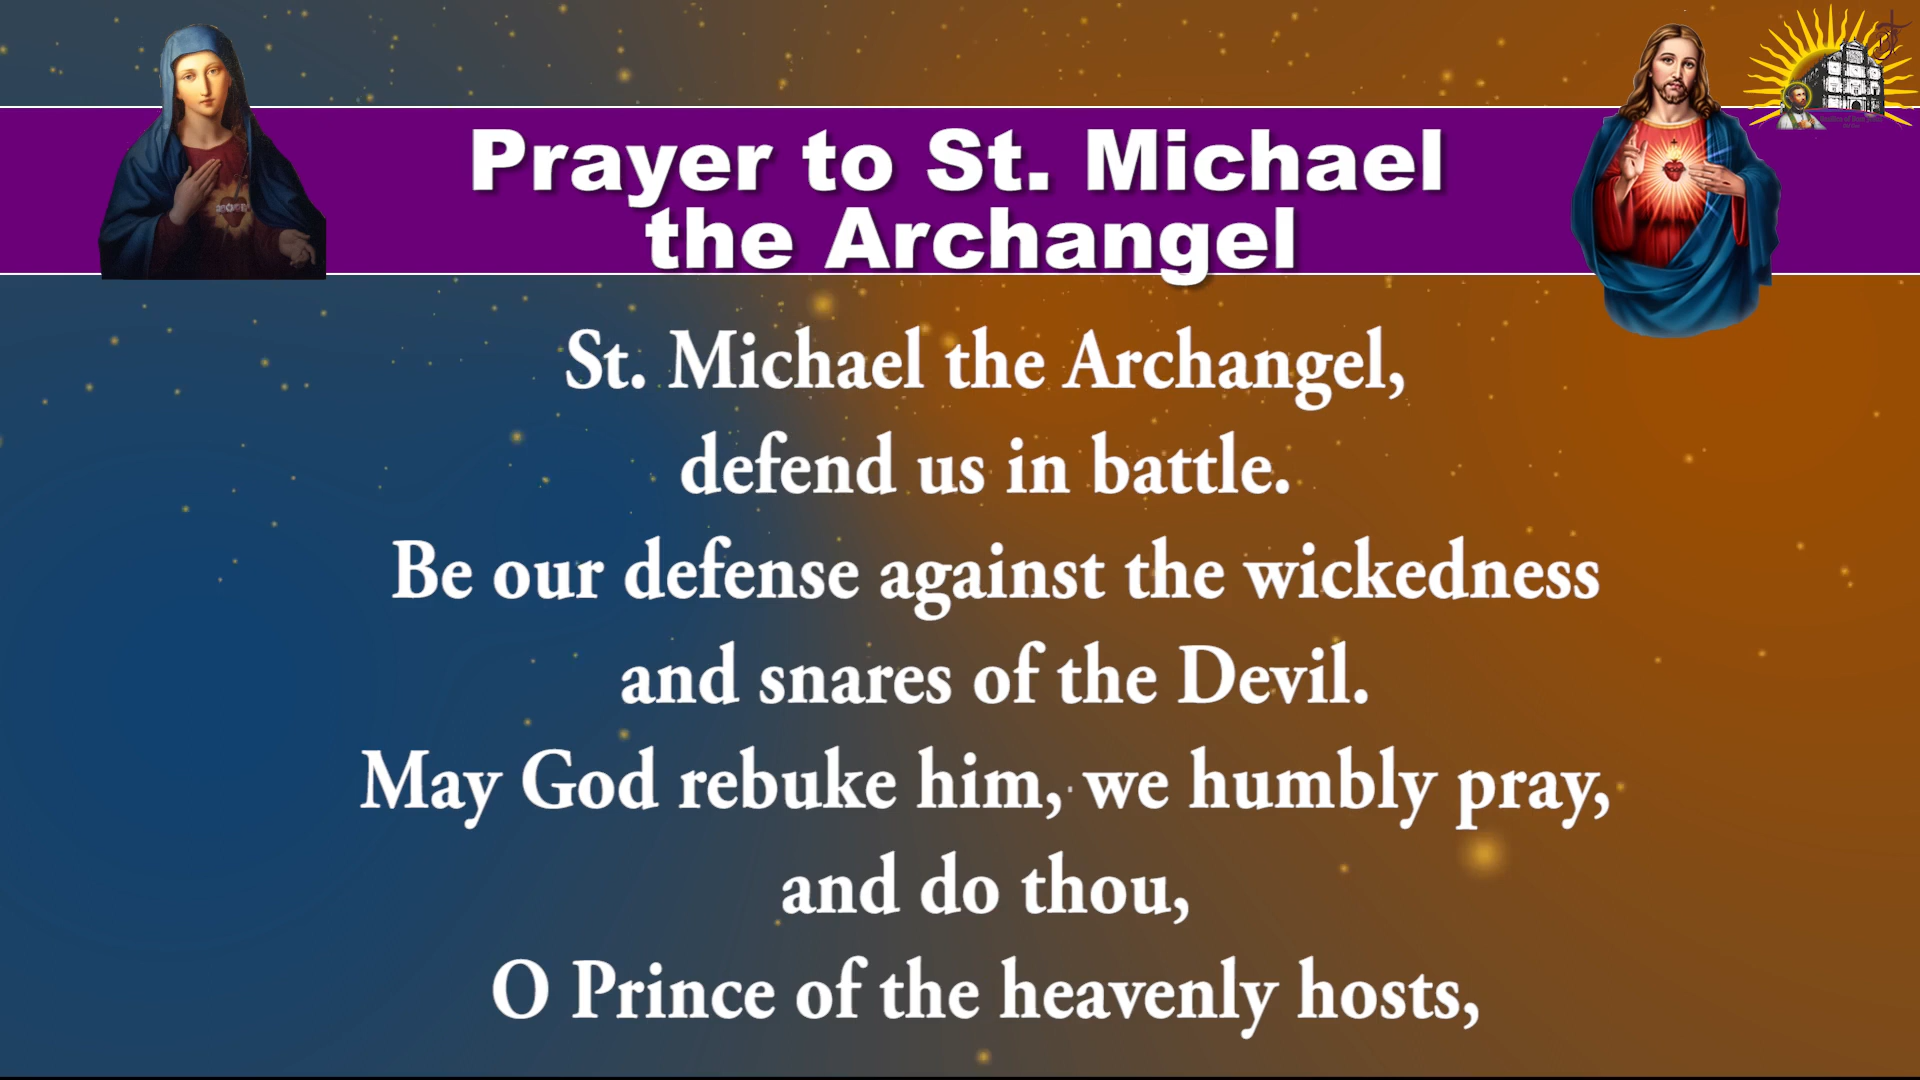 Prayer to St. Michael
the Archangel
St. Michael the Archangel,
defend us in battle.
Be our defense against the wickedness
and snares of the Devil.
May God rebuke him, we humbly pray,
and do thou,
O Prince of the heavenly hosts,